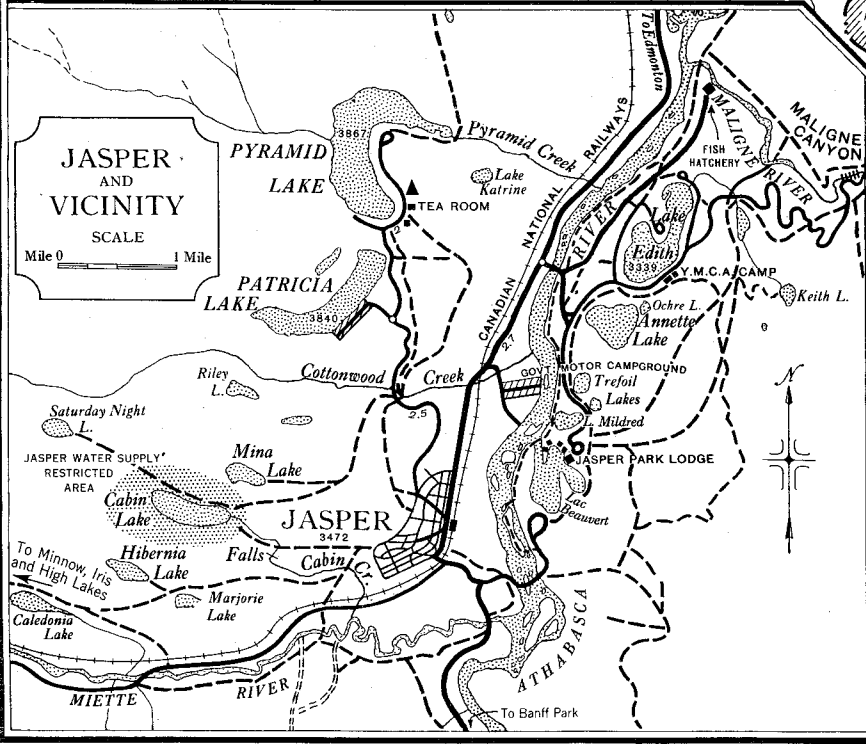 JASPER
AND
VICINITY
SCALE
Mile 0 1 Mile
To Edmonton
3867
PYRAMID
LAKE
Pyramid Creek
Lake
Katrine
TEA ROOM
2
CANADIAN NATIONAL RAILWAYS
RIVER
MALIGNE
RIVER
FISH
HATCHERY
MALIGNE
CANYON
Lake
Edith
3339
Y.M.C.A. CAMP
Keith L.
PATRICIA
LAKE
3840
Ochre L.
Annette
Lake
2.7
Riley
L.
Cottonwood Creek
GOVT. MOTOR CAMPGROUND
Trefoil
Lakes
2.5
Saturday Night
L.
L. Mildred
N
JASPER WATER SUPPLY
RESTRICTED
AREA
Mina
Lake
JASPER PARK LODGE
Cabin
Lake
Lac
Beauvert
JASPER
3472
Falls
Cabin Cr.
To Minnow, Iris
and High Lakes
Hibernia
Lake
Marjorie
Lake
Caledonia
Lake
ATHABASCA
MIETTE RIVER
To Banff Park